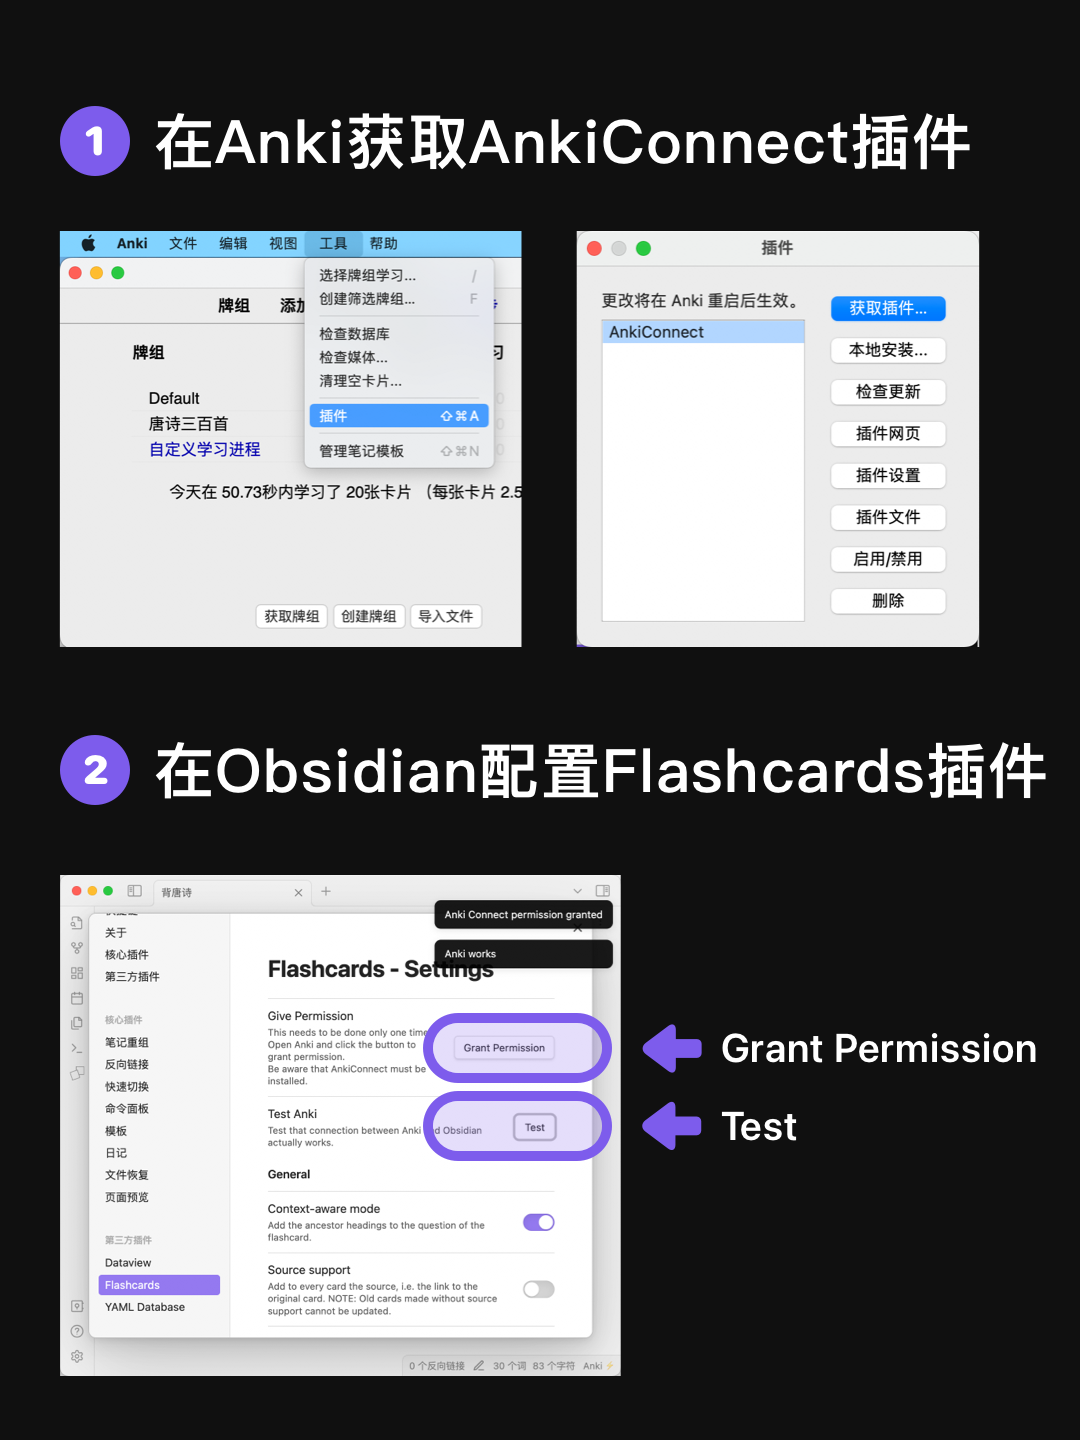 1 在Anki获取AnkiConnect插件
Anki 文件 编辑 视图 工具 帮助
选择牌组学习... /
创建筛选牌组... F
检查数据库
检查媒体...
清理空卡片...
插件 ⇧⌘A
管理笔记模板 ⇧⌘N
牌组 添加
牌组 习
Default 0
唐诗三百首 0
自定义学习进程 0
今天在 50.73秒内学习了 20张卡片 （每张卡片 2.5
获取牌组 创建牌组 导入文件
插件
更改将在 Anki 重启后生效。
AnkiConnect
获取插件...
本地安装...
检查更新
插件网页
插件设置
插件文件
启用/禁用
删除
2 在Obsidian配置Flashcards插件
背唐诗
关于
核心插件
第三方插件
核心插件
笔记重组
反向链接
快速切换
命令面板
模板
日记
文件恢复
页面预览
第三方插件
Dataview
Flashcards
YAML Database
Anki Connect permission granted
Anki works
Flashcards - Settings
Give Permission
This needs to be done only one time.
Open Anki and click the button to
grant permission.
Be aware that AnkiConnect must be
installed.
Grant Permission
Test Anki
Test that connection between Anki and Obsidian
actually works.
Test
General
Context-aware mode
Add the ancestor headings to the question of the
flashcard.
Source support
Add to every card the source, i.e. the link to the
original card. NOTE: Old cards made without source
support cannot be updated.
0 个反向链接 30 个词 83 个字符 Anki ⚡
Grant Permission
Test